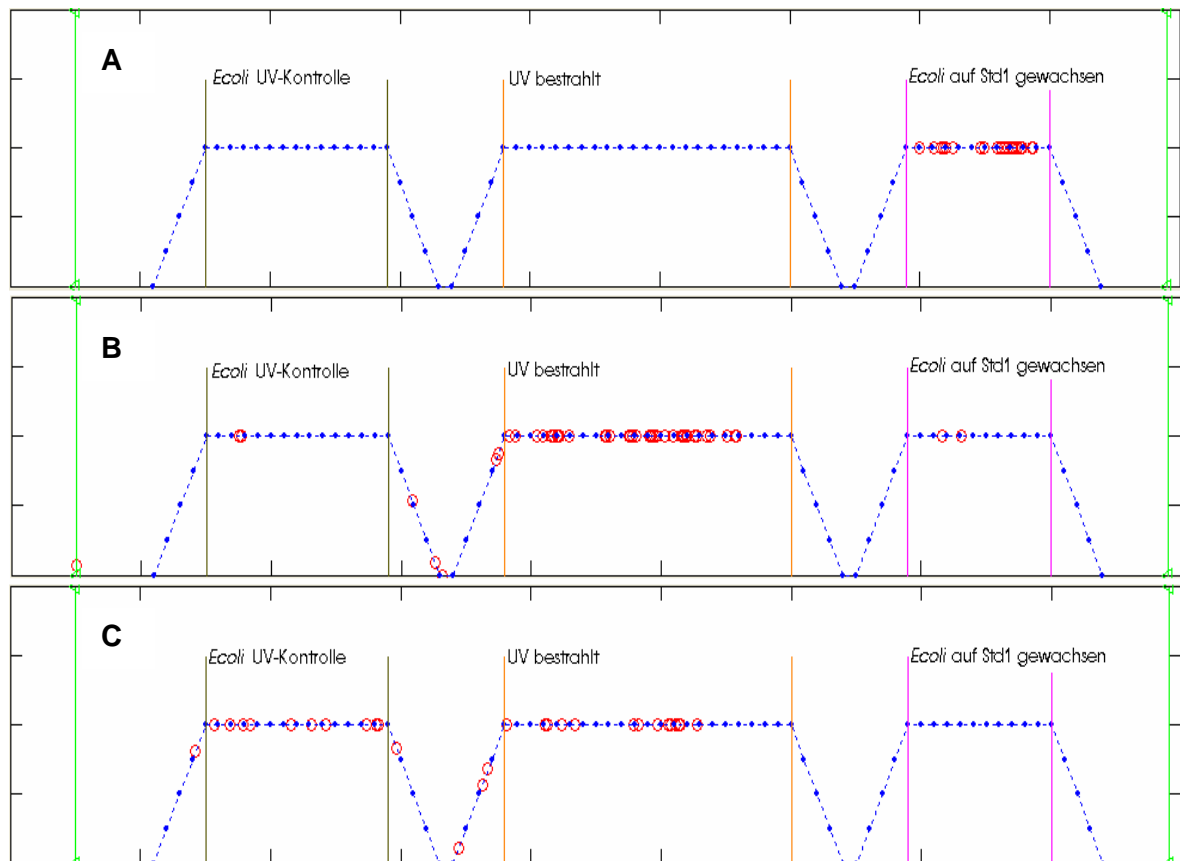 A
Ecoli UV-Kontrolle UV bestrahlt Ecoli auf Std1 gewachsen
B
Ecoli UV-Kontrolle UV bestrahlt Ecoli auf Std1 gewachsen
C
Ecoli UV-Kontrolle UV bestrahlt Ecoli auf Std1 gewachsen